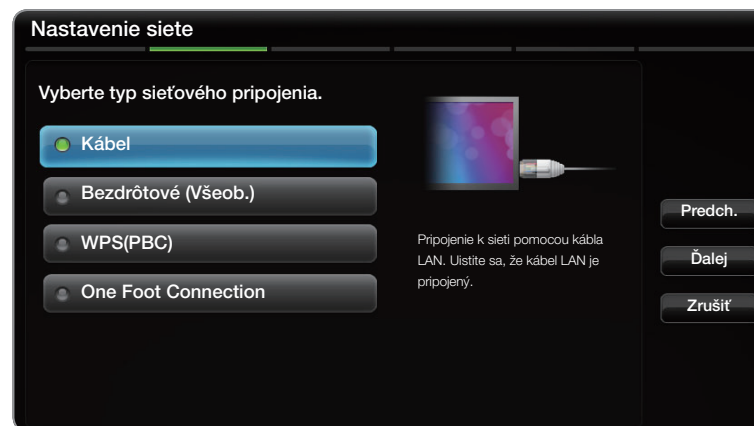 Nastavenie siete
Vyberte typ sieťového pripojenia.
Kábel
Bezdrôtové (Všeob.)
WPS(PBC)
One Foot Connection
Pripojenie k sieti pomocou kábla
LAN. Uistite sa, že kábel LAN je
pripojený.
Predch.
Ďalej
Zrušiť